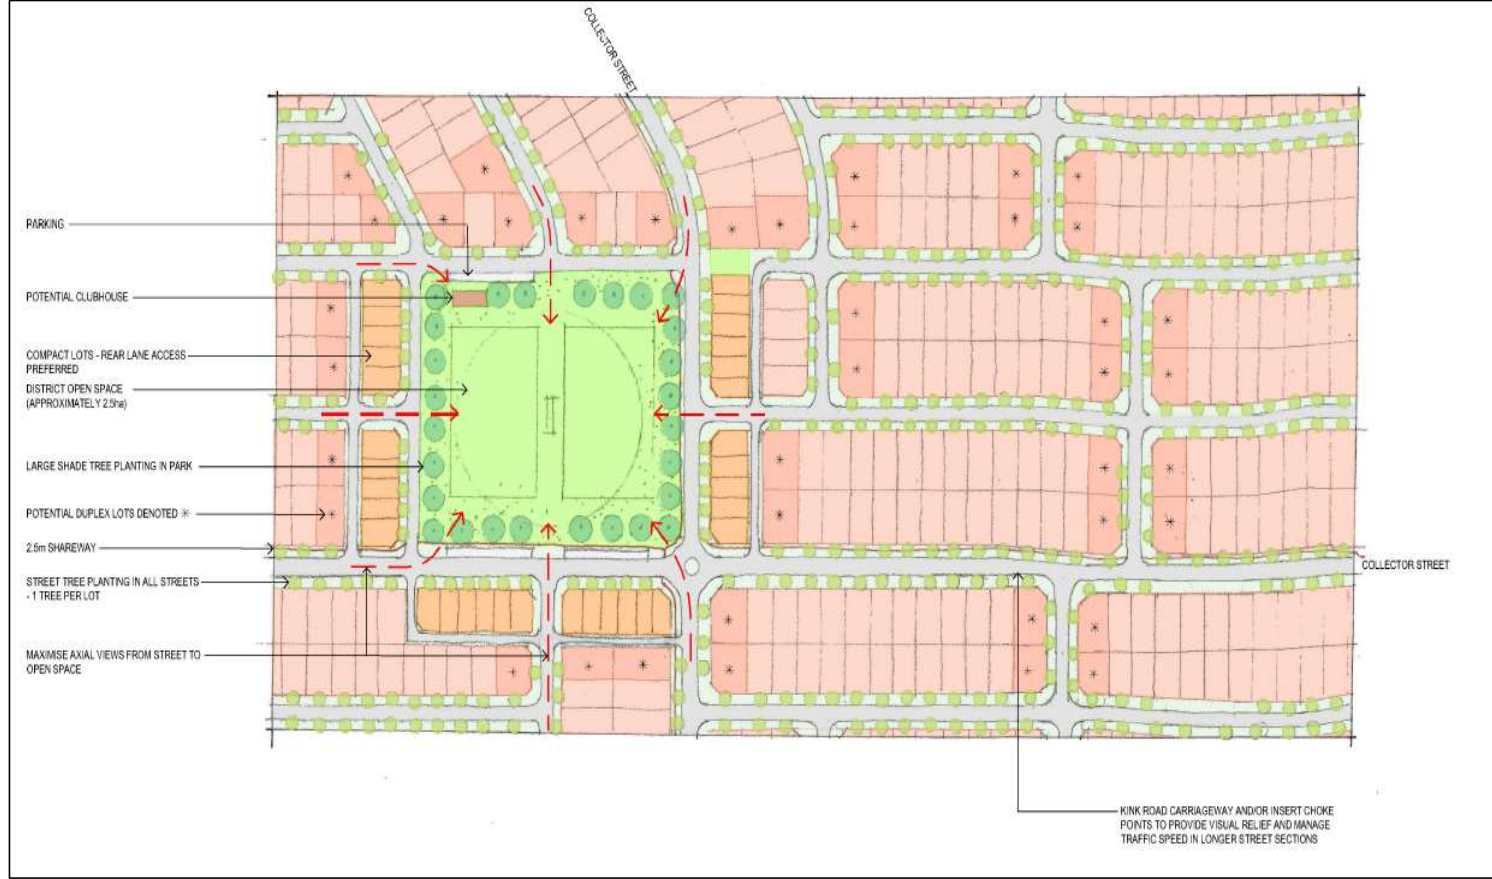 COLLECTOR STREET
PARKING
POTENTIAL CLUBHOUSE
COMPACT LOTS - REAR LANE ACCESS
PREFERRED
DISTRICT OPEN SPACE
(APPROXIMATELY 2.5ha)
LARGE SHADE TREE PLANTING IN PARK
POTENTIAL DUPLEX LOTS DENOTED ✳
2.5m SHAREWAY
STREET TREE PLANTING IN ALL STREETS
- 1 TREE PER LOT
MAXIMISE AXIAL VIEWS FROM STREET TO
OPEN SPACE
COLLECTOR STREET
KINK ROAD CARRIAGEWAY AND/OR INSERT CHOKE
POINTS TO PROVIDE VISUAL RELIEF AND MANAGE
TRAFFIC SPEED IN LONGER STREET SECTIONS